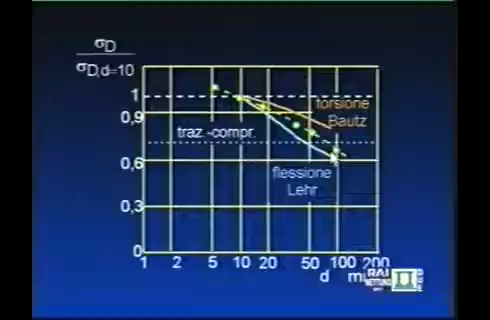 σD
σD,d=10
1
0,9
0,6
0,3
0
torsione
Bautz
traz.-compr.
flessione
Lehr
1 2 5 10 20 50 100 200
d
RAI